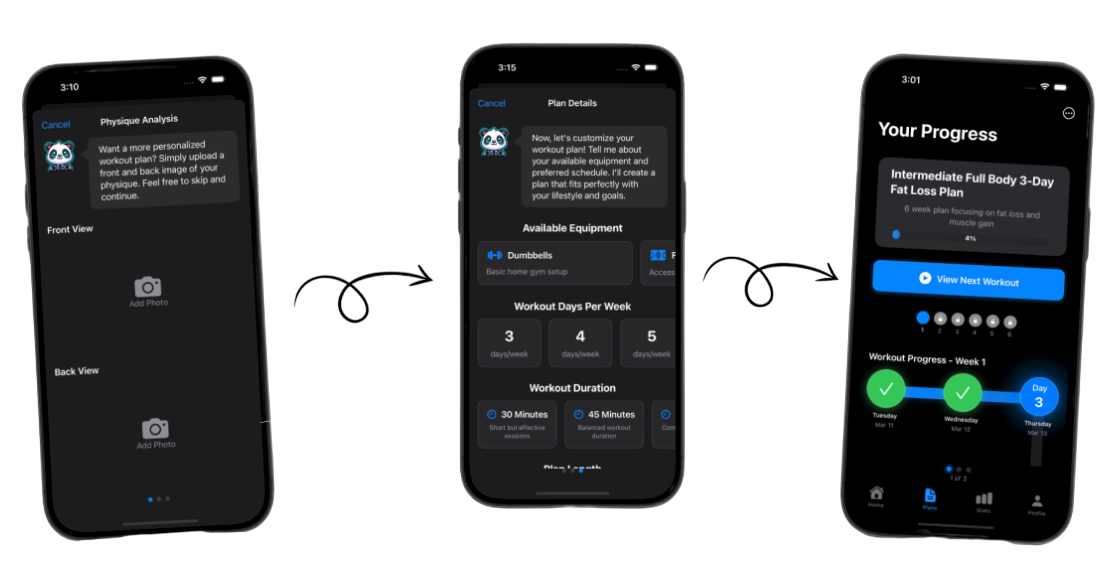 3:10
Cancel
Physique Analysis
Want a more personalized
workout plan? Simply upload a
front and back image of your
physique. Feel free to skip and
continue.
Front View
Add Photo
Back View
Add Photo
3:15
Cancel
Plan Details
Now, let's customize your
workout plan! Tell me about
your available equipment and
preferred schedule. I'll create a
plan that fits perfectly with
your lifestyle and goals.
Available Equipment
Dumbbells
Basic home gym setup
F
Access
Workout Days Per Week
3
days/week
4
days/week
5
days/week
Workout Duration
30 Minutes
Short but effective
sessions
45 Minutes
Balanced workout
duration
Com
Plan Length
3:01
Your Progress
Intermediate Full Body 3-Day
Fat Loss Plan
6 week plan focusing on fat loss and
muscle gain
4%
View Next Workout
1 2 3 4 5 6
Workout Progress - Week 1
Day
3
Tuesday
Mar 11
Wednesday
Mar 12
Thursday
Mar 13
1 of 3
Home
Plans
Stats
Profile